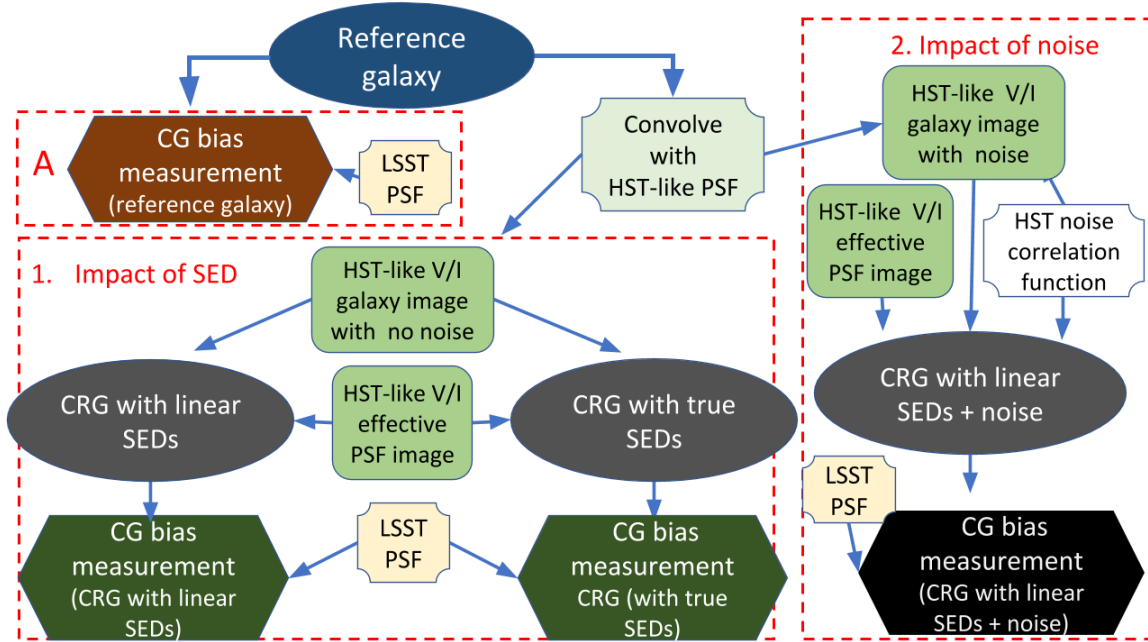 Reference
galaxy
2. Impact of noise
HST-like V/I
galaxy image
with noise
Convolve
with
HST-like PSF
A
CG bias
measurement
(reference galaxy)
LSST
PSF
HST-like V/I
effective
PSF image
HST noise
correlation
function
1. Impact of SED
HST-like V/I
galaxy image
with no noise
CRG with linear
SEDs
HST-like V/I
effective
PSF image
CRG with true
SEDs
CRG with linear
SEDs + noise
LSST
PSF
CG bias
measurement
(CRG with linear
SEDs)
LSST
PSF
CG bias
measurement
CRG (with true
SEDs)
CG bias
measurement
(CRG with linear
SEDs + noise)